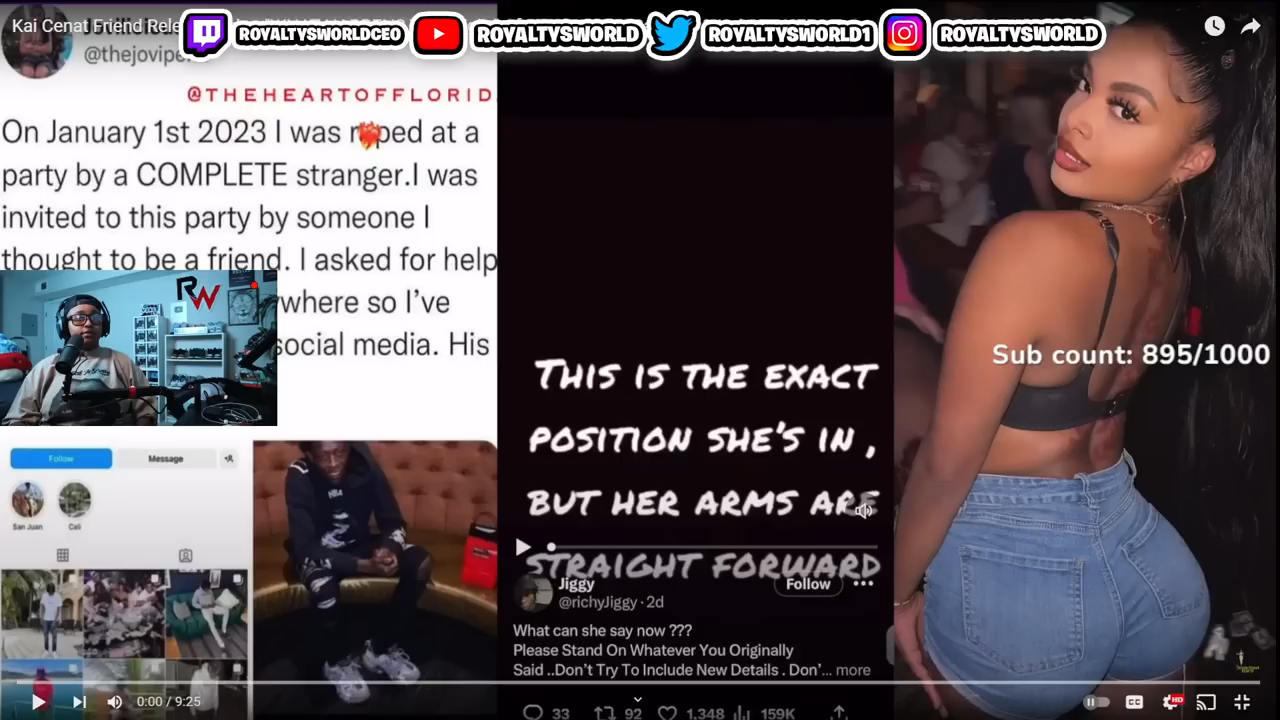 Kai Cenat Friend Rele
ROYALTYSWORLDCEO
ROYALTYSWORLD
ROYALTYSWORLD1
ROYALTYSWORLD
@thejovipe
@THEHEARTOFFLORID
On January 1st 2023 I was r❤️‍🔥ped at a
party by a COMPLETE stranger.I was
invited to this party by someone I
thought to be a friend. I asked for help
ywhere so I've
social media. His
RW
Follow
Message
San Juan
Cali
THIS IS THE EXACT
POSITION SHE'S IN ,
BUT HER ARMS ARE
STRAIGHT FORWARD
Jiggy
@richyJiggy · 2d
Follow
What can she say now ???
Please Stand On Whatever You Originally
Said ..Don't Try To Include New Details . Don'... more
33
92
1,348
159K
Sub count: 895/1000
0:00 / 9:25
CC
HD